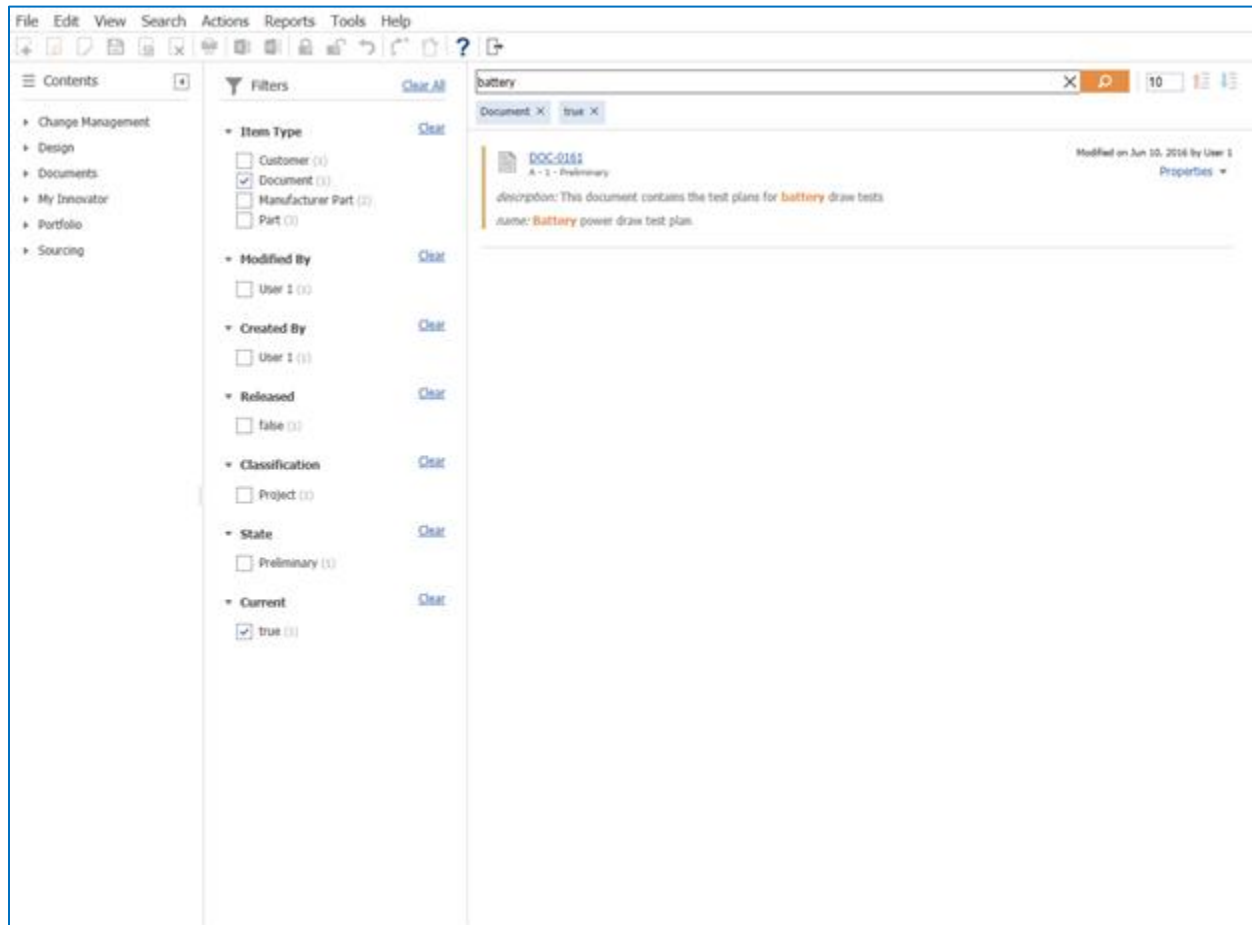 File Edit View Search Actions Reports Tools Help
Contents
Change Management
Design
Documents
My Innovator
Portfolio
Sourcing
Filters Clear All
Item Type Clear
Customer (1)
Document (1)
Manufacturer Part (2)
Part (3)
Modified By Clear
User 1 (1)
Created By Clear
User 1 (1)
Released Clear
false (1)
Classification Clear
Project (1)
State Clear
Preliminary (1)
Current Clear
true (1)
battery 10
Document true
DOC-0161
A - 1 - Preliminary
Modified on Jun 10, 2016 by User 1
Properties
description: This document contains the test plans for battery draw tests
name: Battery power draw test plan